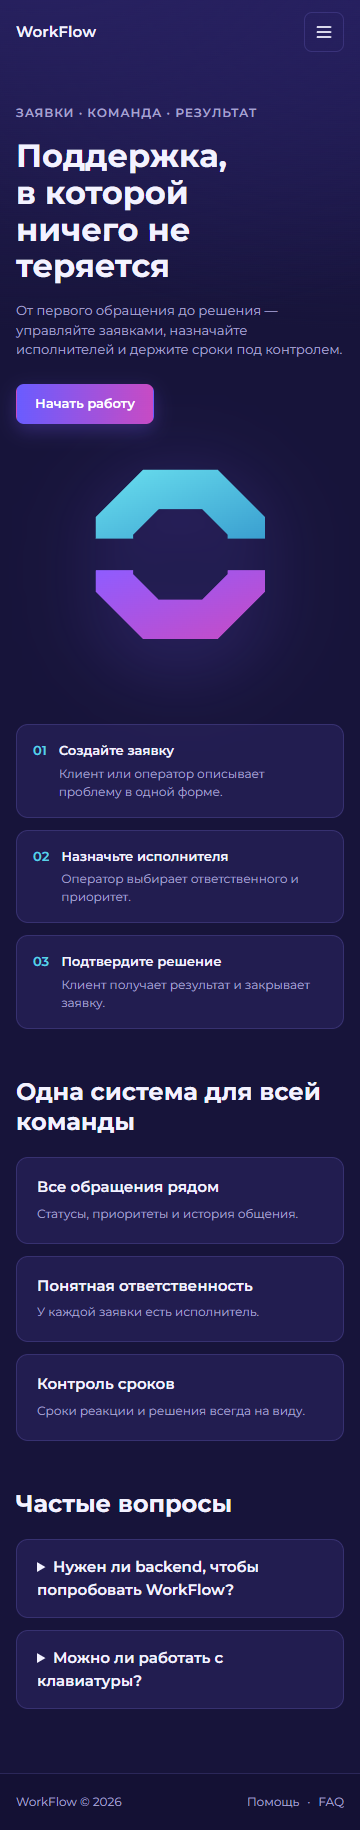 WorkFlow
ЗАЯВКИ · КОМАНДА · РЕЗУЛЬТАТ
Поддержка,
в которой
ничего не
теряется
От первого обращения до решения —
управляйте заявками, назначайте
исполнителей и держите сроки под контролем.
Начать работу
01 Создайте заявку
Клиент или оператор описывает
проблему в одной форме.
02 Назначьте исполнителя
Оператор выбирает ответственного и
приоритет.
03 Подтвердите решение
Клиент получает результат и закрывает
заявку.
Одна система для всей
команды
Все обращения рядом
Статусы, приоритеты и история общения.
Понятная ответственность
У каждой заявки есть исполнитель.
Контроль сроков
Сроки реакции и решения всегда на виду.
Частые вопросы
Нужен ли backend, чтобы
попробовать WorkFlow?
Можно ли работать с
клавиатуры?
WorkFlow © 2026 Помощь · FAQ